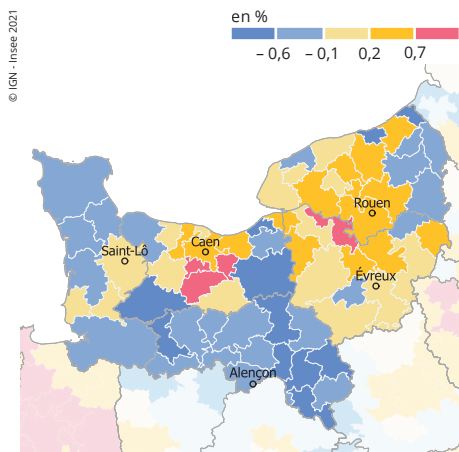 © IGN - Insee 2021
en %
– 0,6 – 0,1 0,2 0,7
Rouen
Caen
Saint-Lô
Évreux
Alençon